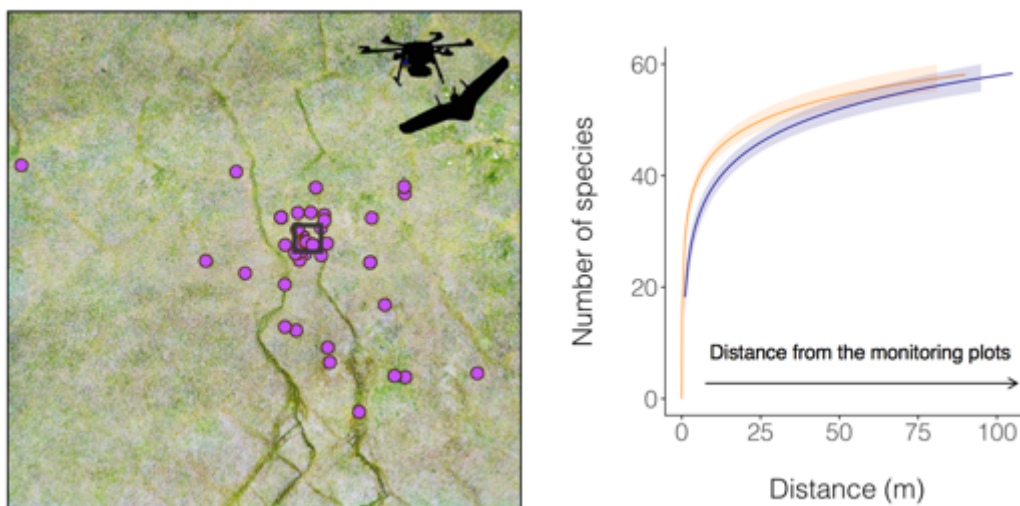 Number of species
60
40
20
0
Distance from the monitoring plots
0 25 50 75 100
Distance (m)